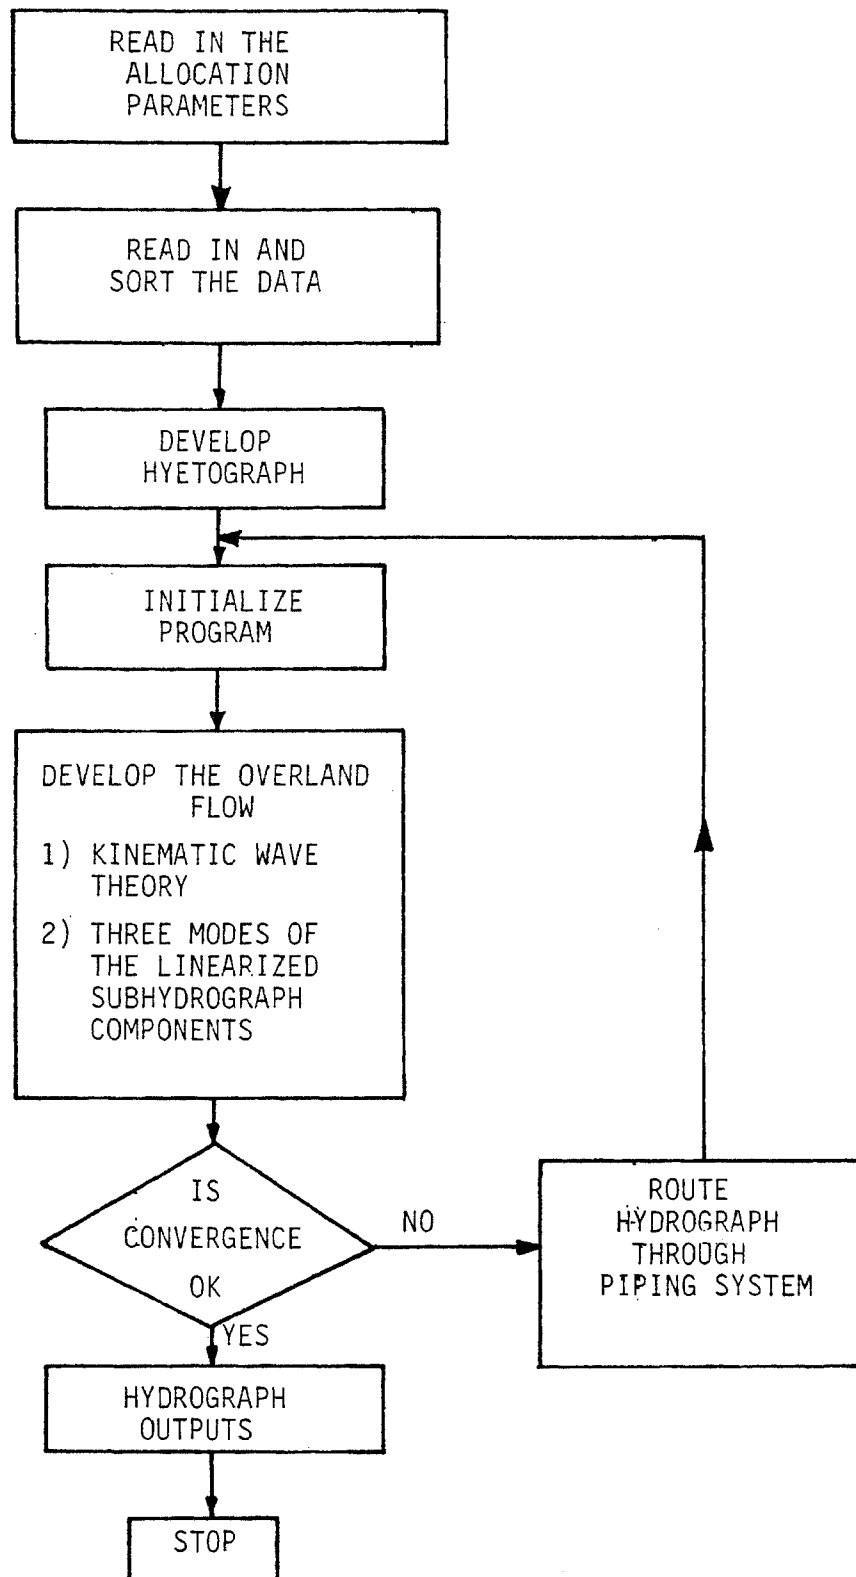 READ IN THE
ALLOCATION
PARAMETERS
READ IN AND
SORT THE DATA
DEVELOP
HYETOGRAPH
INITIALIZE
PROGRAM
DEVELOP THE OVERLAND
FLOW
1) KINEMATIC WAVE
THEORY
2) THREE MODES OF
THE LINEARIZED
SUBHYDROGRAPH
COMPONENTS
IS
CONVERGENCE
OK
NO
ROUTE
HYDROGRAPH
THROUGH
PIPING SYSTEM
YES
HYDROGRAPH
OUTPUTS
STOP